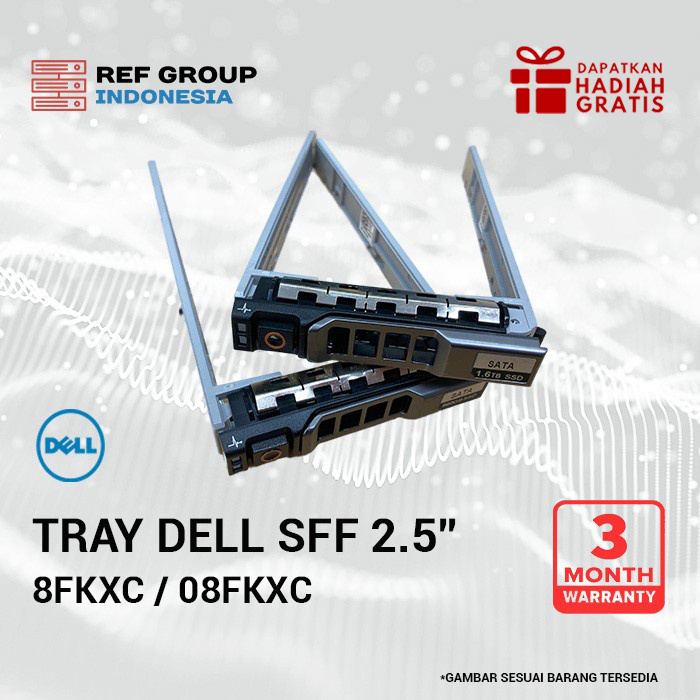 REF GROUP
INDONESIA
DAPATKAN
HADIAH
GRATIS
SATA
1.6TB SSD
SATA
DELL
TRAY DELL SFF 2.5"
8FKXC / 08FKXC
3
MONTH
WARRANTY
*GAMBAR SESUAI BARANG TERSEDIA